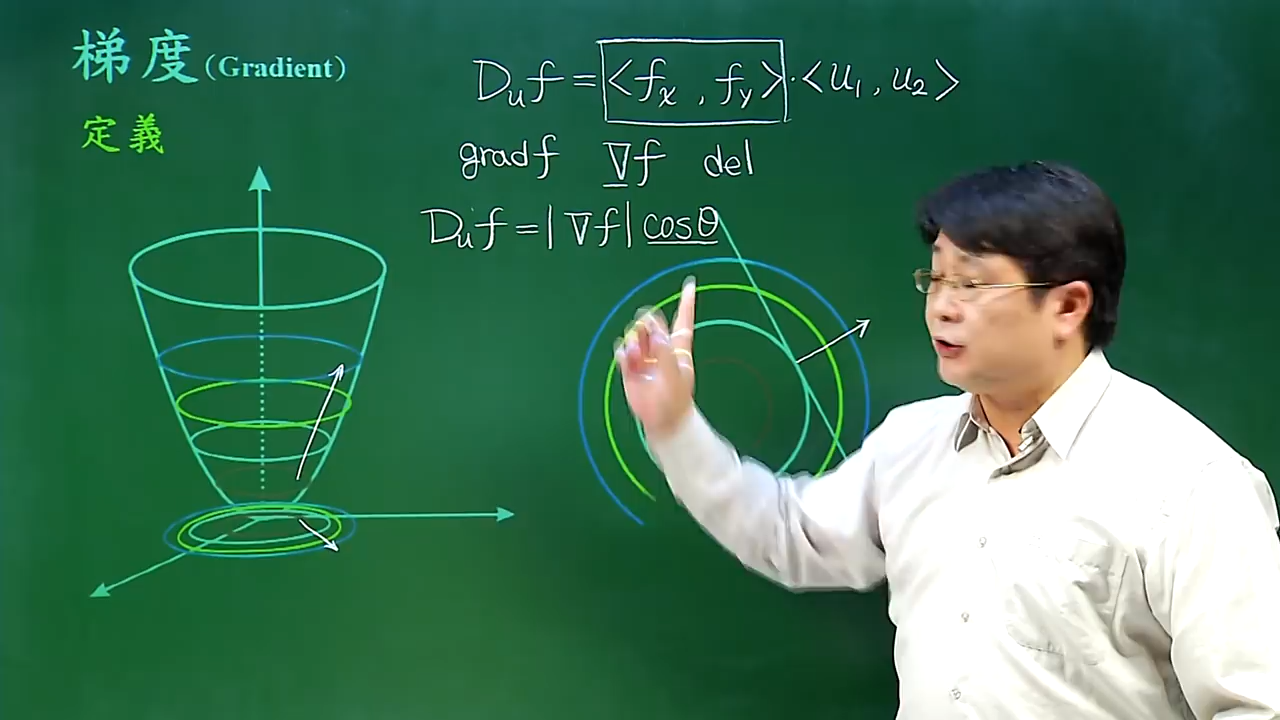 梯度(Gradient)
定義
Duf = <fx , fy> · <u1 , u2>
gradf ∇f del
Duf = |∇f| cosθ